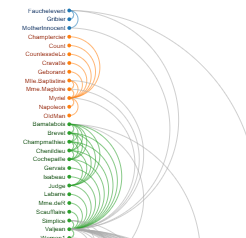 Fauchelevent
Gribier
MotherInnocent
Champtercier
Count
CountessdeLo
Cravatte
Geborand
Mlle.Baptistine
Mme.Magloire
Myriel
Napoleon
OldMan
Bamatabois
Brevet
Champmathieu
Chenildieu
Cochepaille
Gervais
Isabeau
Judge
Labarre
Mme.deR
Scaufflaire
Simplice
Valjean